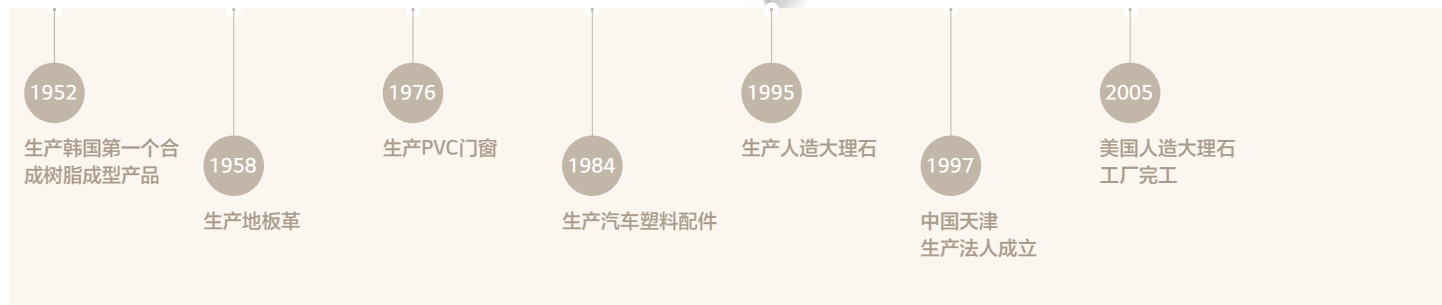 1952
生产韩国第一个合
成树脂成型产品
1958
生产地板革
1976
生产PVC门窗
1984
生产汽车塑料配件
1995
生产人造大理石
1997
中国天津
生产法人成立
2005
美国人造大理石
工厂完工